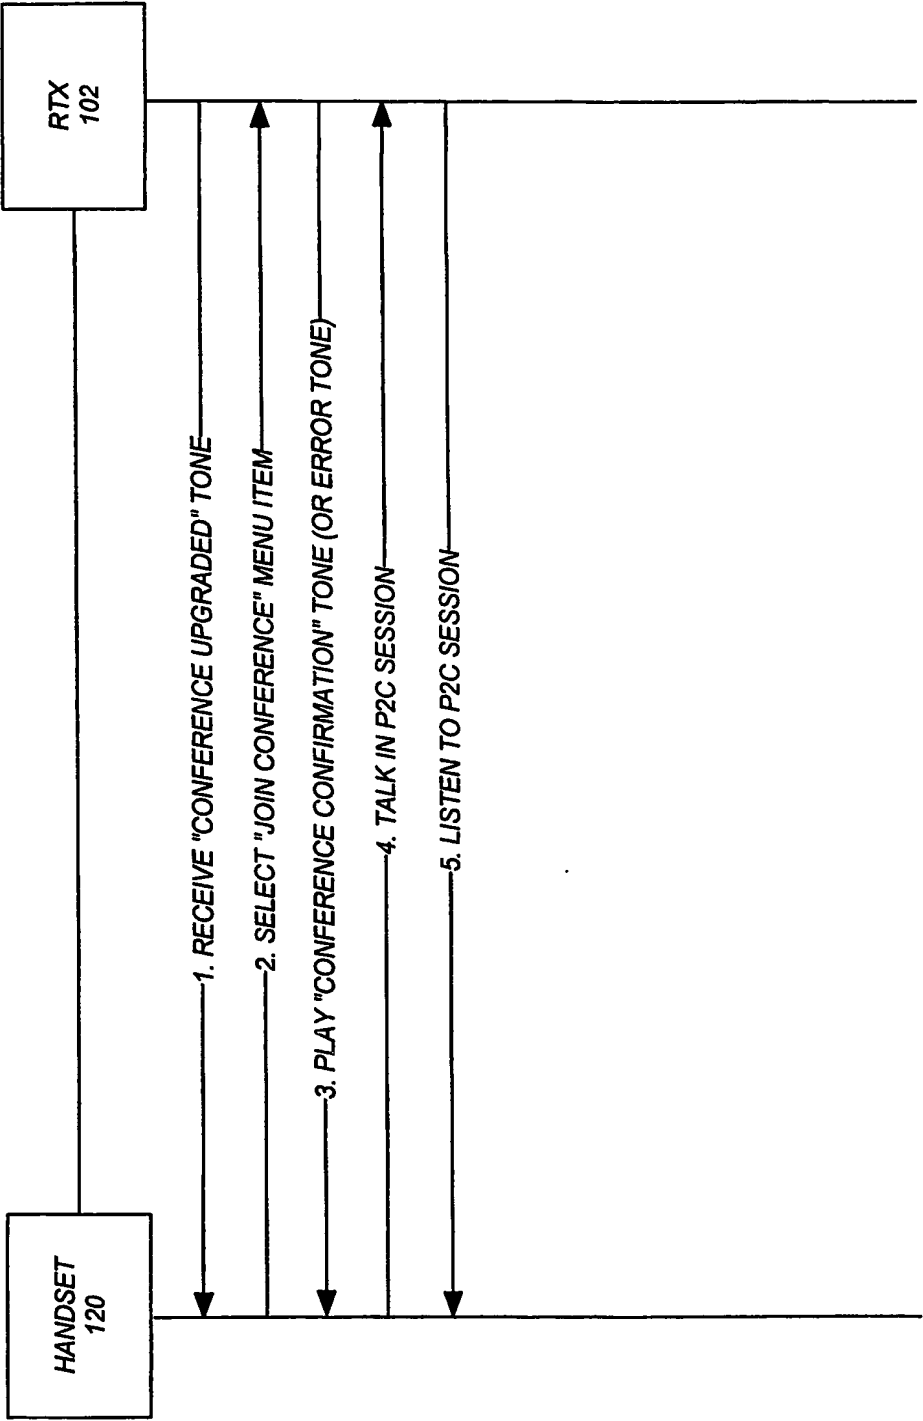 HANDSET
120
RTX
102
1. RECEIVE "CONFERENCE UPGRADED" TONE
2. SELECT "JOIN CONFERENCE" MENU ITEM
3. PLAY "CONFERENCE CONFIRMATION" TONE (OR ERROR TONE)
4. TALK IN P2C SESSION
5. LISTEN TO P2C SESSION